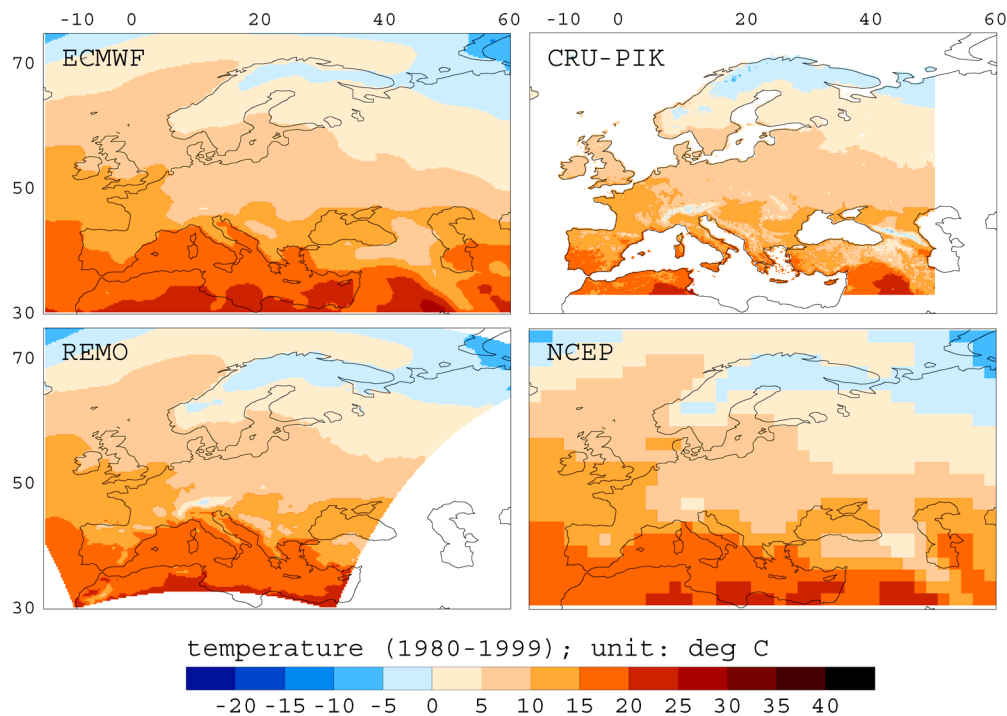 -10 0 20 40 60 -10 0 20 40 60
ECMWF CRU-PIK
70
50
30
REMO NCEP
70
50
30
temperature (1980-1999); unit: deg C
-20 -15 -10 -5 0 5 10 15 20 25 30 35 40